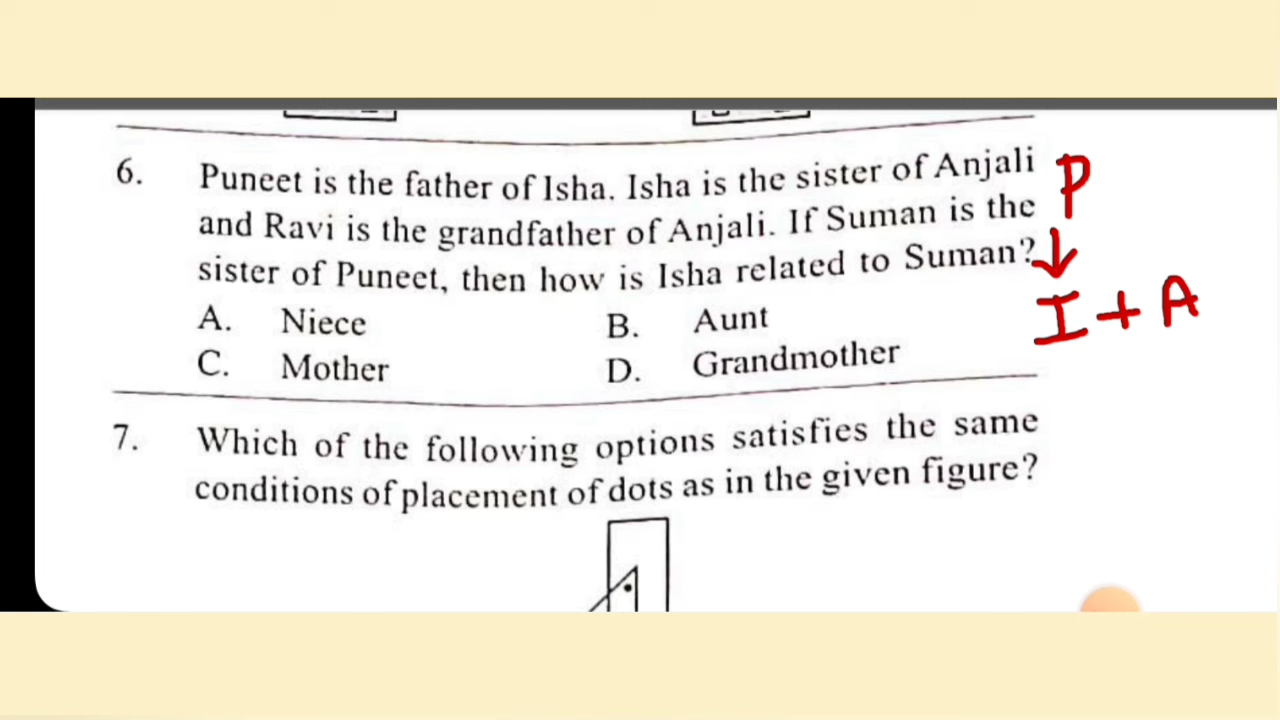 6. Puneet is the father of Isha. Isha is the sister of Anjali
and Ravi is the grandfather of Anjali. If Suman is the
sister of Puneet, then how is Isha related to Suman?
A. Niece B. Aunt
C. Mother D. Grandmother
P
↓
I + A
7. Which of the following options satisfies the same
conditions of placement of dots as in the given figure?